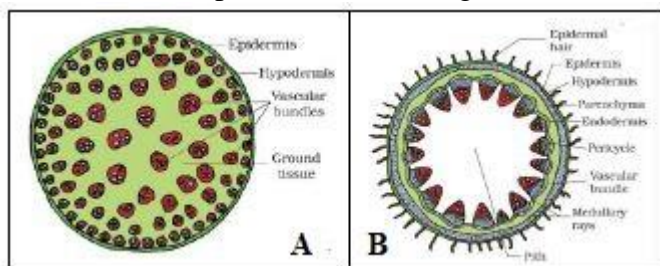 Epidermis
Hypodermis
Vascular
bundles
Ground
tissue
A
Epidermal
hair
Epidermis
Hypodermis
Parenchyma
Endodermis
Pericycle
Vascular
bundle
Medullary
rays
Pith
B